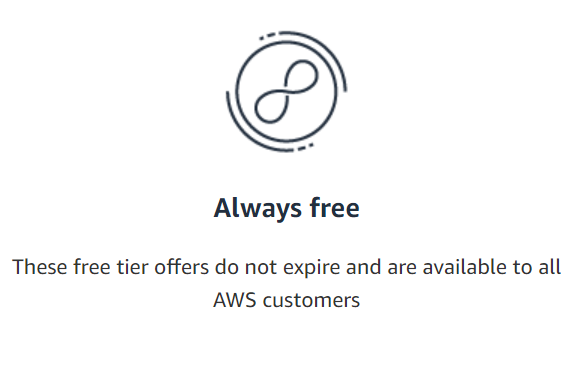 Always free
These free tier offers do not expire and are available to all
AWS customers